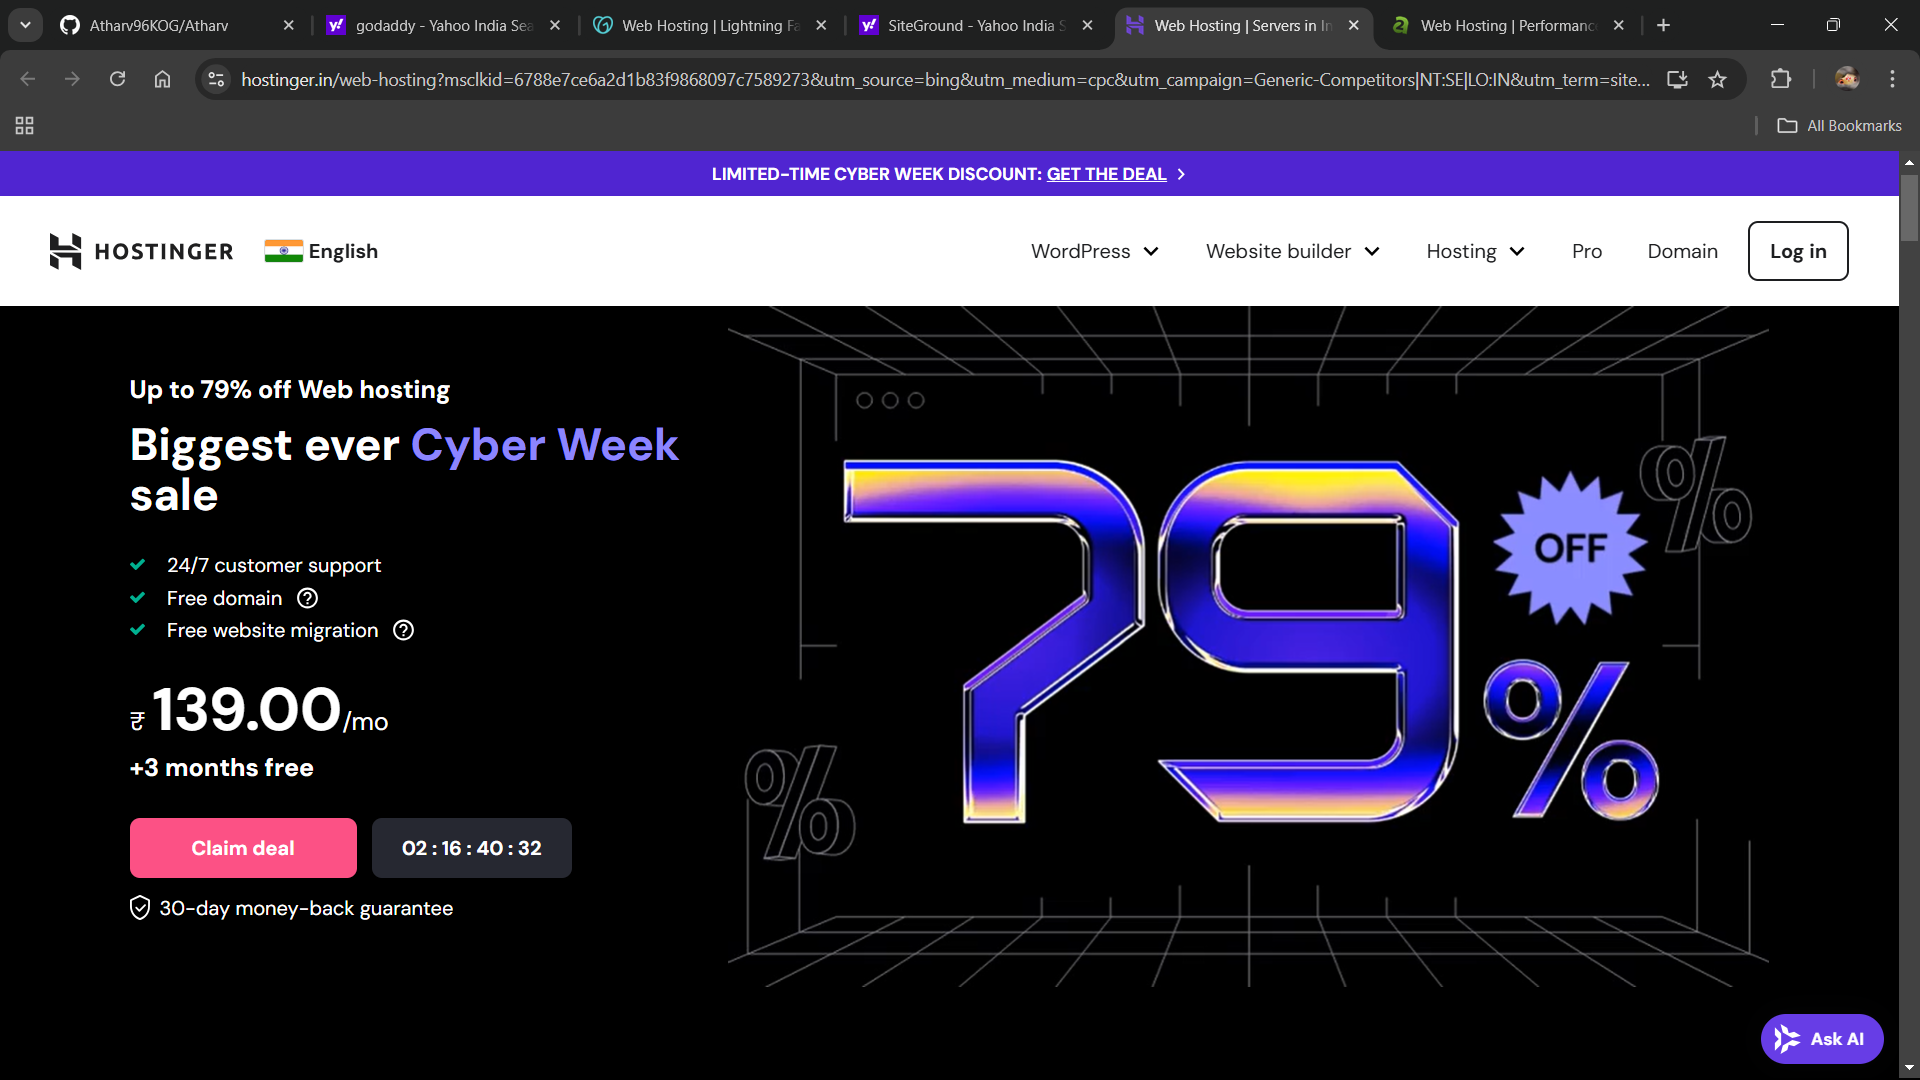 Atharv96KOG/Atharv
godaddy - Yahoo India Sea
Web Hosting | Lightning Fa
SiteGround - Yahoo India S
Web Hosting | Servers in In
Web Hosting | Performanc
hostinger.in/web-hosting?msclkid=6788e7ce6a2d1b83f9868097c7589273&utm_source=bing&utm_medium=cpc&utm_campaign=Generic-Competitors|NT:SE|LO:IN&utm_term=site...
All Bookmarks
LIMITED-TIME CYBER WEEK DISCOUNT: GET THE DEAL
HOSTINGER
English
WordPress
Website builder
Hosting
Pro
Domain
Log in
Up to 79% off Web hosting
Biggest ever Cyber Week
sale
24/7 customer support
Free domain
Free website migration
₹ 139.00/mo
+3 months free
Claim deal
02 : 16 : 40 : 32
30-day money-back guarantee
79%
OFF
%
%
Ask AI